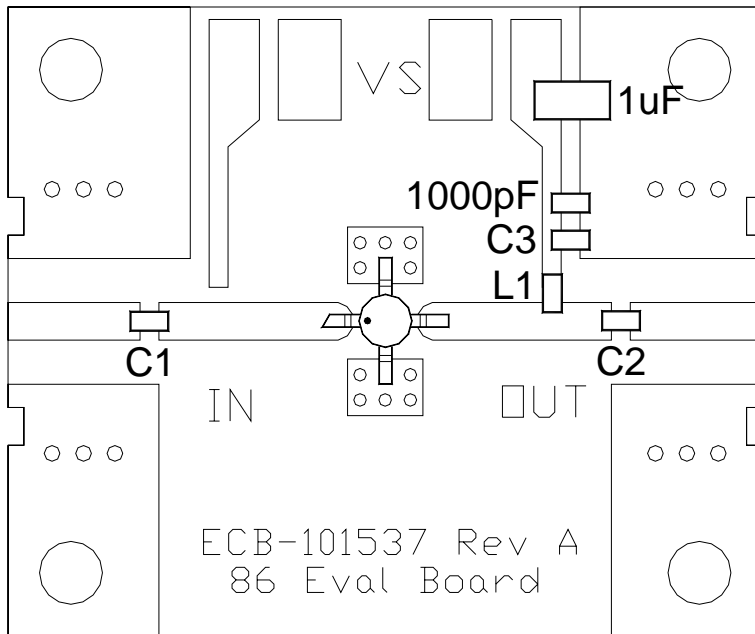 VS
1uF
1000pF
C3
L1
C1
C2
IN
OUT
ECB-101537 Rev A
86 Eval Board